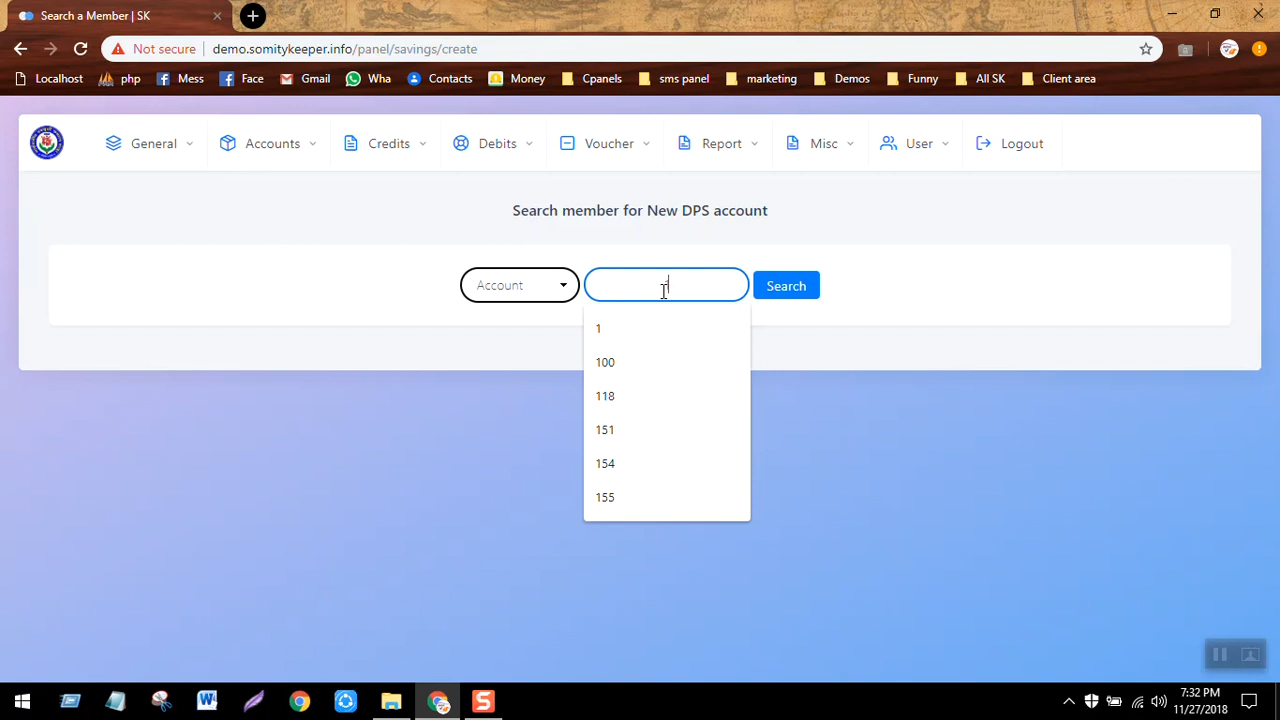 Search a Member | SK
Not secure
demo.somitykeeper.info/panel/savings/create
Localhost
php
Mess
Face
Gmail
Wha
Contacts
Money
Cpanels
sms panel
marketing
Demos
Funny
All SK
Client area
General
Accounts
Credits
Debits
Voucher
Report
Misc
User
Logout
Search member for New DPS account
Account
Search
1
100
118
151
154
155
7:32 PM
11/27/2018